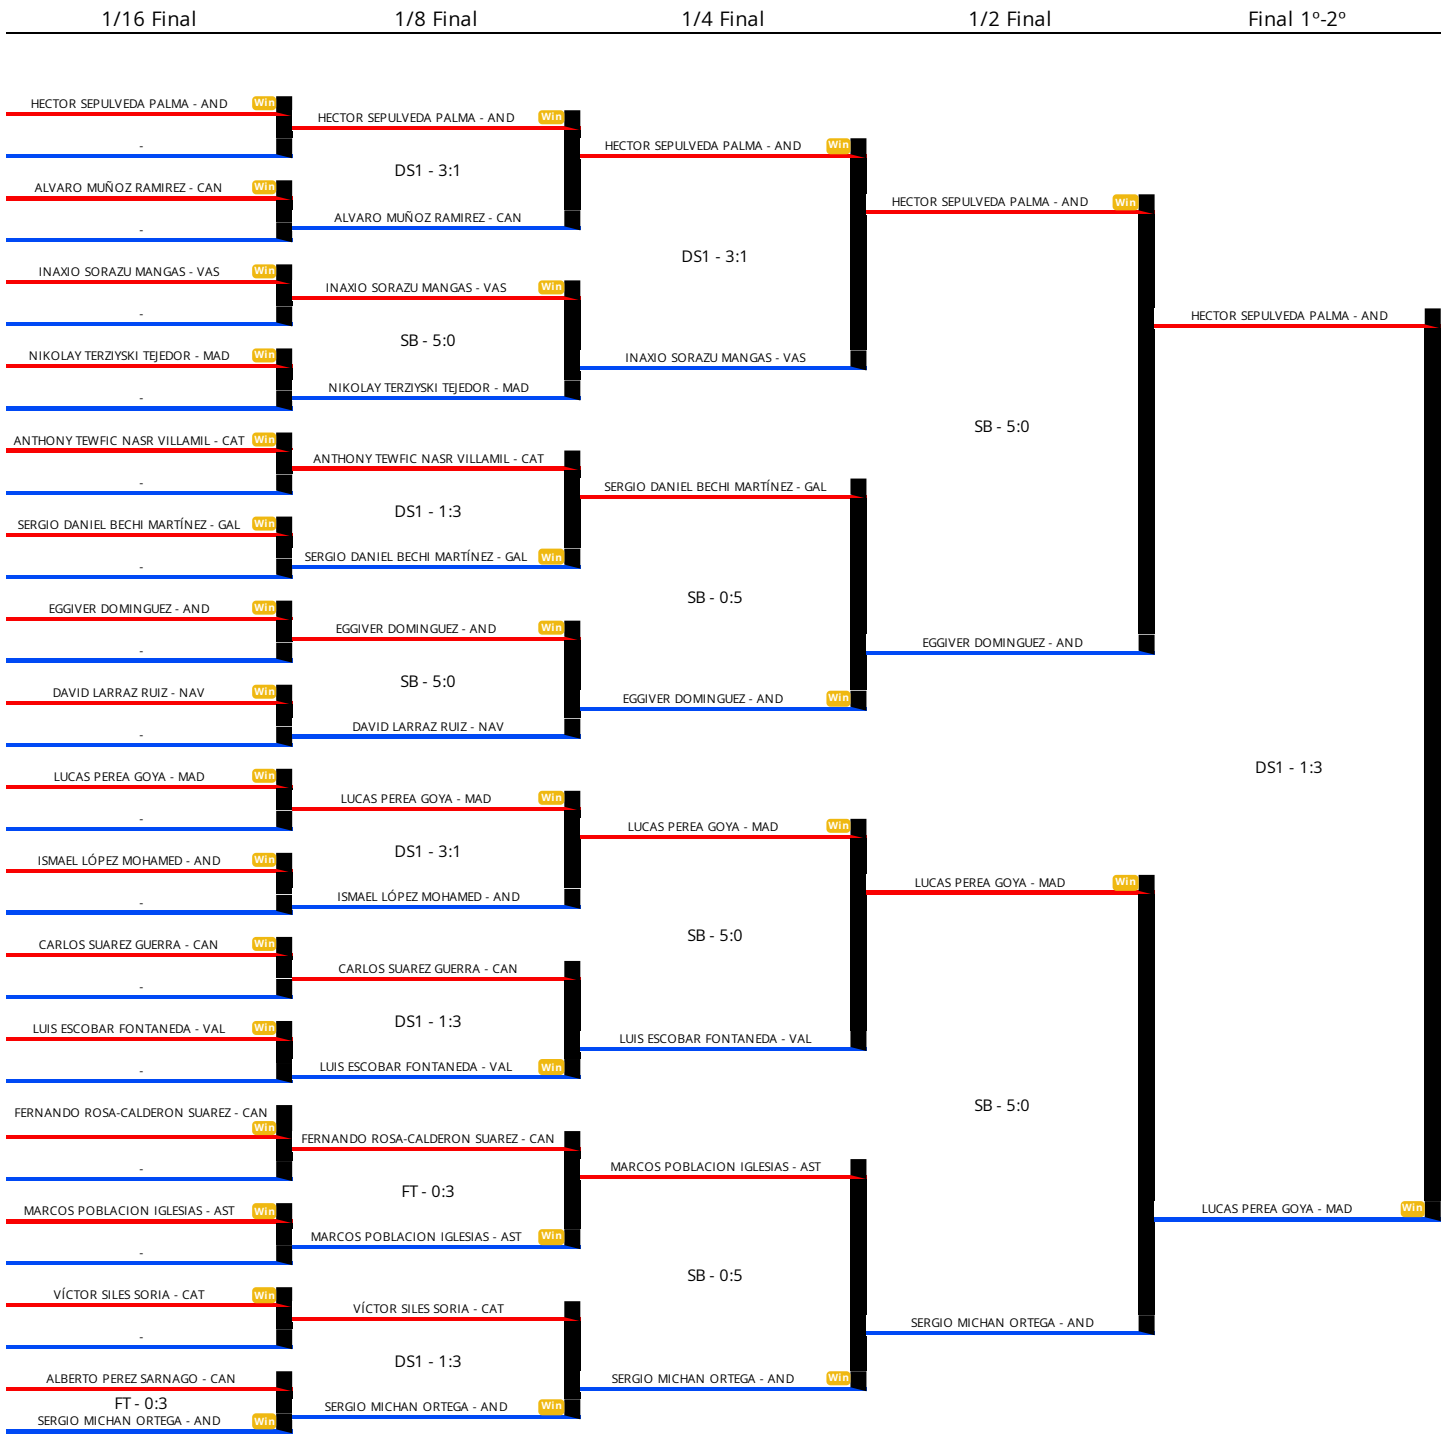 1/16 Final
1/8 Final
1/4 Final
1/2 Final
Final 1º-2º
HECTOR SEPULVEDA PALMA - AND Win
-
ALVARO MUÑOZ RAMIREZ - CAN Win
-
INAXIO SORAZU MANGAS - VAS Win
-
NIKOLAY TERZIYSKI TEJEDOR - MAD Win
-
ANTHONY TEWFIC NASR VILLAMIL - CAT Win
-
SERGIO DANIEL BECHI MARTÍNEZ - GAL Win
-
EGGIVER DOMINGUEZ - AND Win
-
DAVID LARRAZ RUIZ - NAV Win
-
LUCAS PEREA GOYA - MAD Win
-
ISMAEL LÓPEZ MOHAMED - AND Win
-
CARLOS SUAREZ GUERRA - CAN Win
-
LUIS ESCOBAR FONTANEDA - VAL Win
-
FERNANDO ROSA-CALDERON SUAREZ - CAN
Win
-
MARCOS POBLACION IGLESIAS - AST Win
-
VÍCTOR SILES SORIA - CAT Win
-
ALBERTO PEREZ SARNAGO - CAN
FT - 0:3
SERGIO MICHAN ORTEGA - AND Win
HECTOR SEPULVEDA PALMA - AND Win
DS1 - 3:1
ALVARO MUÑOZ RAMIREZ - CAN
INAXIO SORAZU MANGAS - VAS Win
SB - 5:0
NIKOLAY TERZIYSKI TEJEDOR - MAD
ANTHONY TEWFIC NASR VILLAMIL - CAT
DS1 - 1:3
SERGIO DANIEL BECHI MARTÍNEZ - GAL Win
EGGIVER DOMINGUEZ - AND Win
SB - 5:0
DAVID LARRAZ RUIZ - NAV
LUCAS PEREA GOYA - MAD Win
DS1 - 3:1
ISMAEL LÓPEZ MOHAMED - AND
CARLOS SUAREZ GUERRA - CAN
DS1 - 1:3
LUIS ESCOBAR FONTANEDA - VAL Win
FERNANDO ROSA-CALDERON SUAREZ - CAN
FT - 0:3
MARCOS POBLACION IGLESIAS - AST Win
VÍCTOR SILES SORIA - CAT
DS1 - 1:3
SERGIO MICHAN ORTEGA - AND Win
HECTOR SEPULVEDA PALMA - AND Win
DS1 - 3:1
INAXIO SORAZU MANGAS - VAS
SERGIO DANIEL BECHI MARTÍNEZ - GAL
SB - 0:5
EGGIVER DOMINGUEZ - AND Win
LUCAS PEREA GOYA - MAD Win
SB - 5:0
LUIS ESCOBAR FONTANEDA - VAL
MARCOS POBLACION IGLESIAS - AST
SB - 0:5
SERGIO MICHAN ORTEGA - AND Win
HECTOR SEPULVEDA PALMA - AND Win
SB - 5:0
EGGIVER DOMINGUEZ - AND
LUCAS PEREA GOYA - MAD Win
SB - 5:0
SERGIO MICHAN ORTEGA - AND
HECTOR SEPULVEDA PALMA - AND
DS1 - 1:3
LUCAS PEREA GOYA - MAD Win